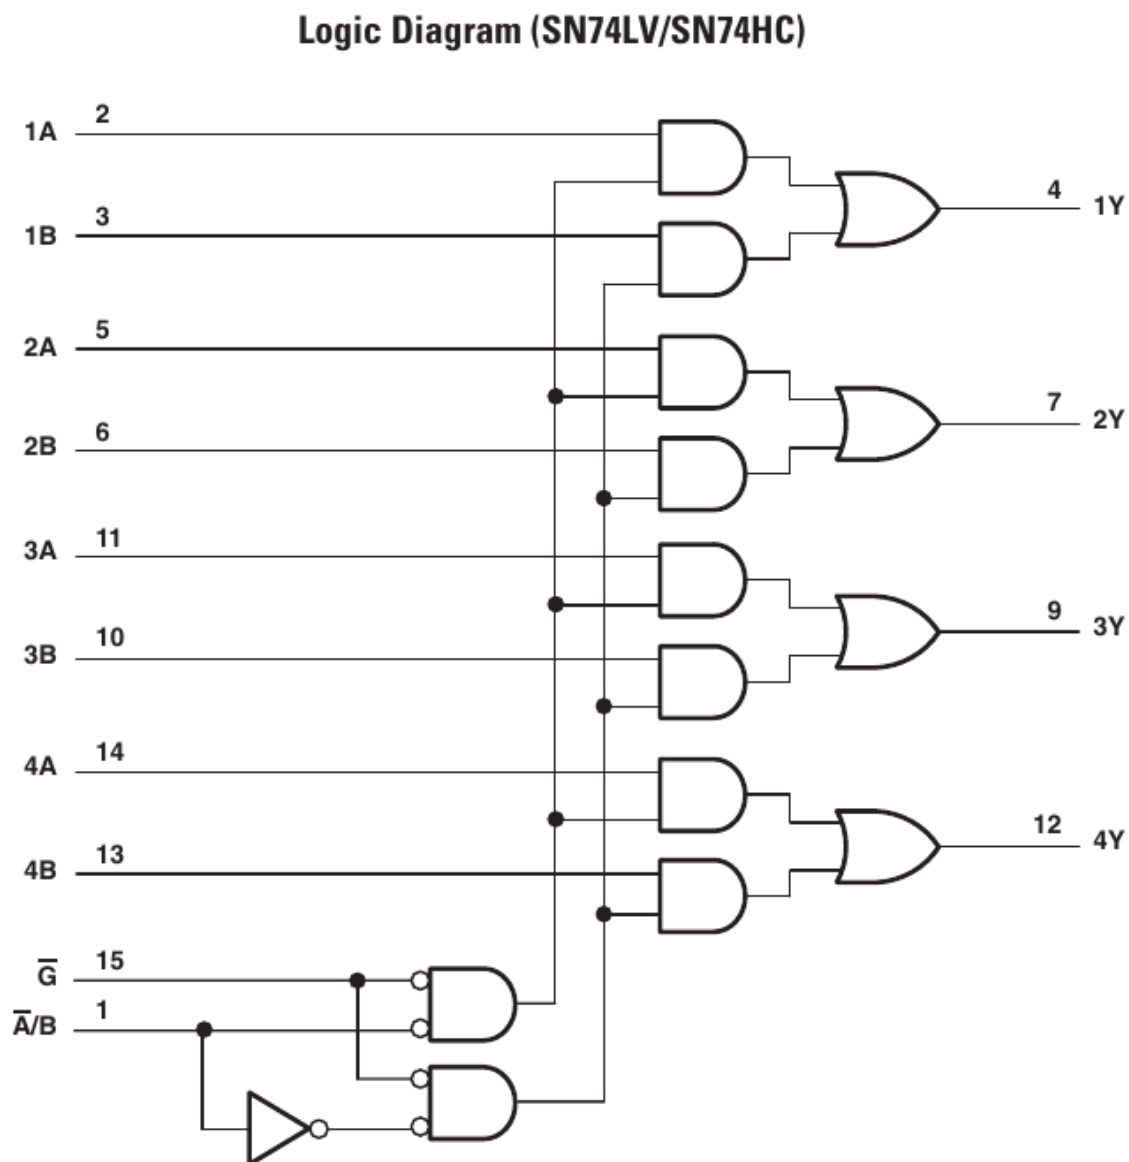 Logic Diagram (SN74LV/SN74HC)
1A 2
4 1Y
1B 3
2A 5
7 2Y
2B 6
3A 11
9 3Y
3B 10
4A 14
12 4Y
4B 13
G̅ 15
A̅/B 1